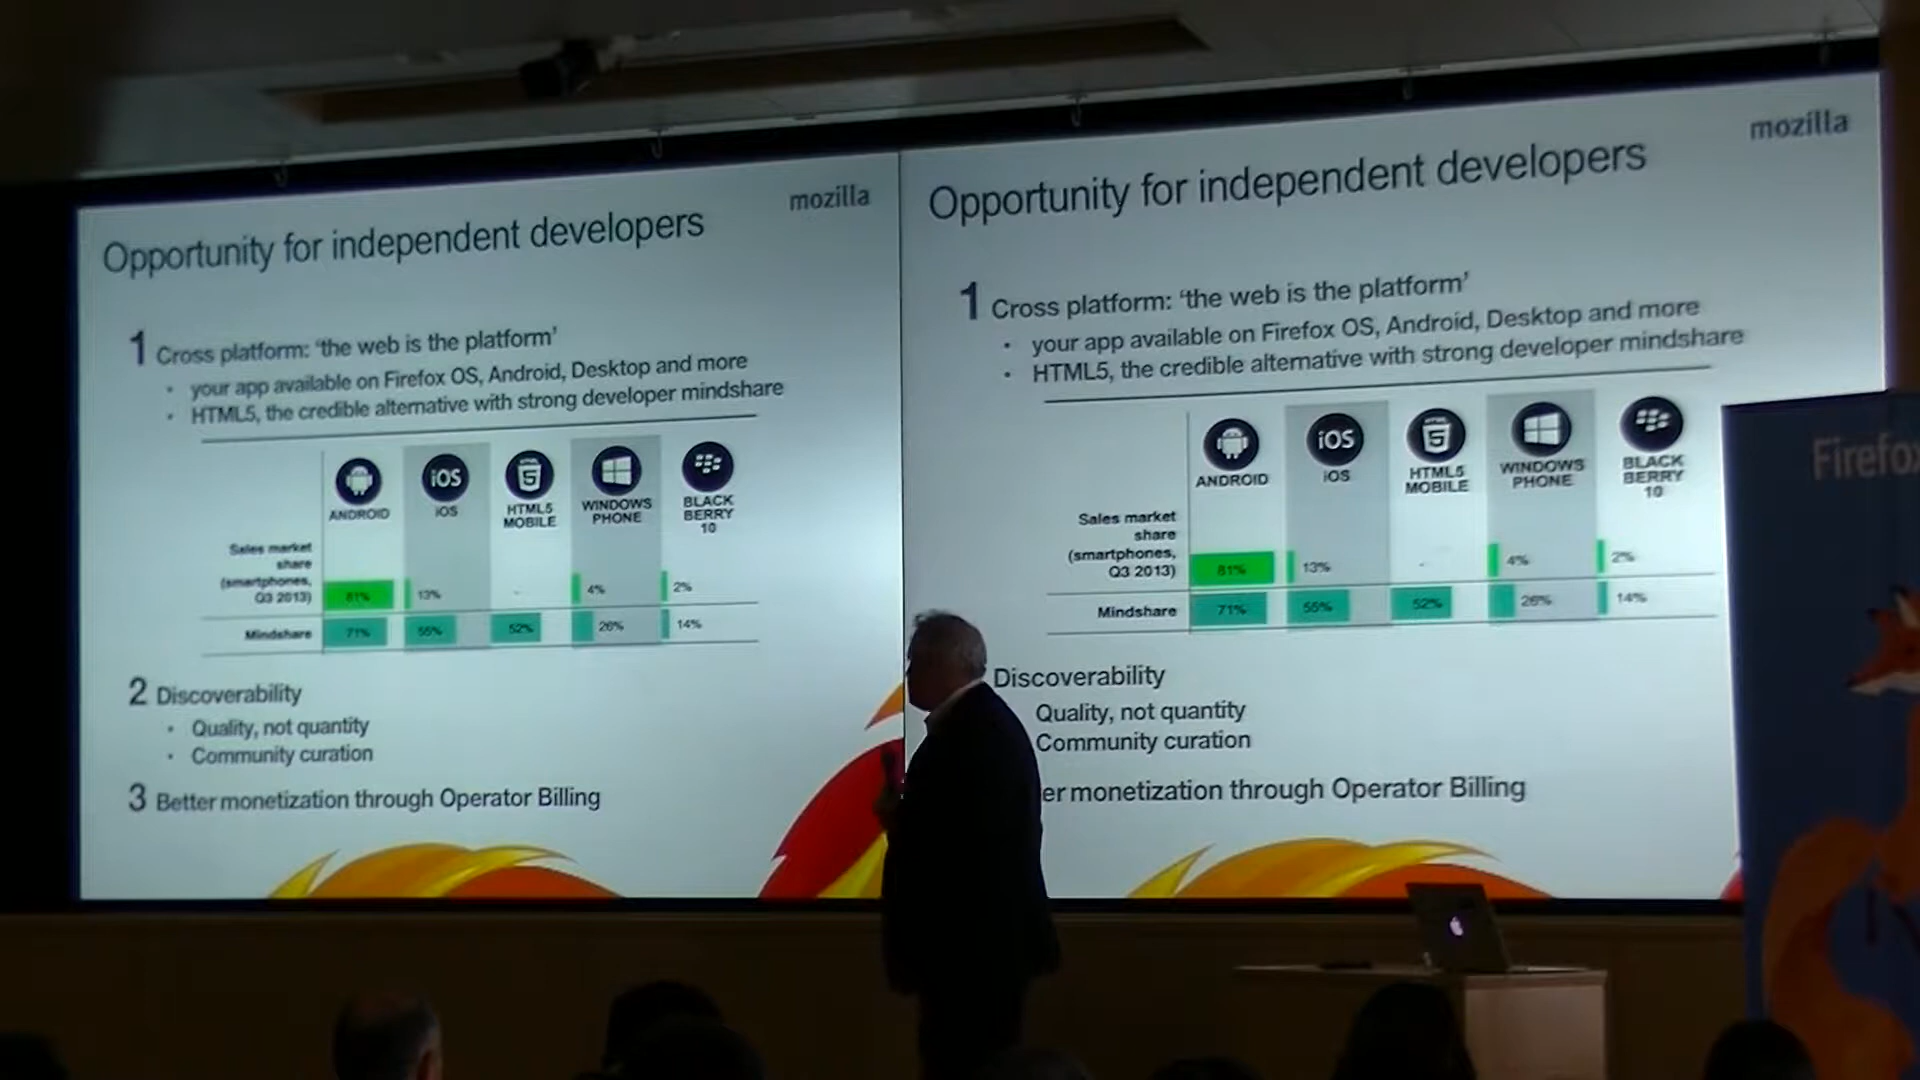 mozilla
Opportunity for independent developers
1 Cross platform: 'the web is the platform'
• your app available on Firefox OS, Android, Desktop and more
• HTML5, the credible alternative with strong developer mindshare
iOS
HTML
5
ANDROID
iOS
HTML5
MOBILE
WINDOWS
PHONE
BLACK
BERRY
10
Sales market
share
(smartphones,
Q3 2013)
81% 13% - 4% 2%
Mindshare 71% 55% 52% 26% 14%
2 Discoverability
• Quality, not quantity
• Community curation
3 Better monetization through Operator Billing
mozilla
Opportunity for independent developers
1 Cross platform: 'the web is the platform'
• your app available on Firefox OS, Android, Desktop and more
• HTML5, the credible alternative with strong developer mindshare
iOS
HTML
5
ANDROID
iOS
HTML5
MOBILE
WINDOWS
PHONE
BLACK
BERRY
10
Sales market
share
(smartphones,
Q3 2013)
81% 13% - 4% 2%
Mindshare 71% 55% 52% 26% 14%
Discoverability
Quality, not quantity
Community curation
er monetization through Operator Billing
Firefox